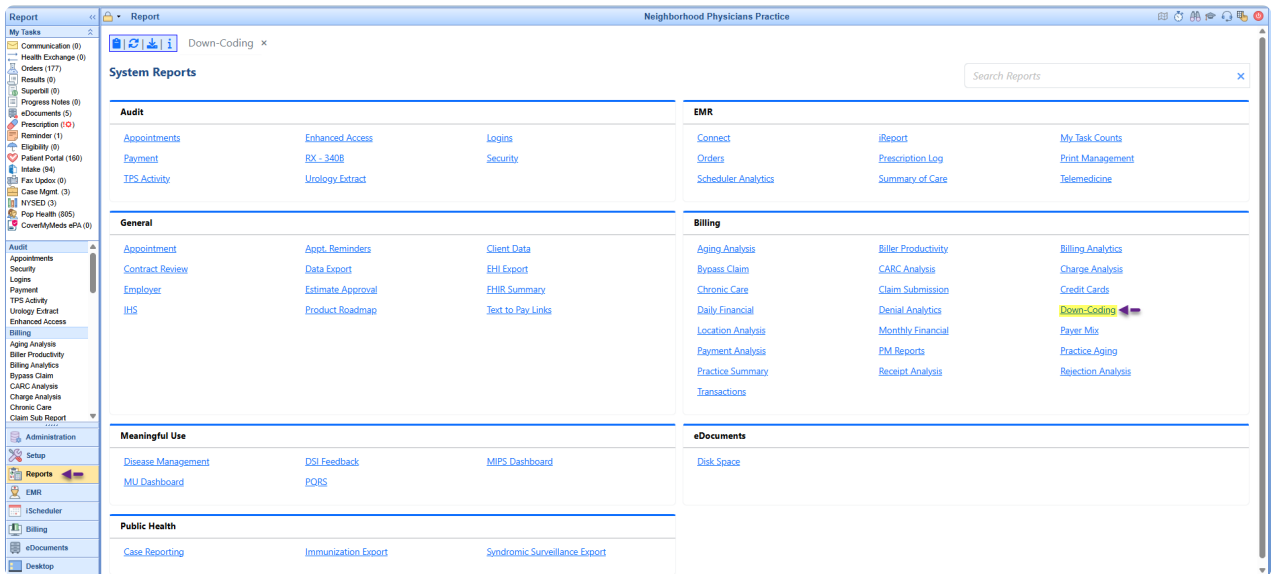 Report
Report
Neighborhood Physicians Practice
My Tasks
Communication (0)
Health Exchange (0)
Orders (177)
Results (0)
Superbill (0)
Progress Notes (0)
eDocuments (5)
Prescription (
Reminder (1)
Eligibility (0)
Patient Portal (160)
Intake (94)
Fax Updox (0)
Case Mgmt. (3)
NYSED (3)
Pop Health (805)
CoverMyMeds ePA (0)
Audit
Appointments
Security
Logins
Payment
TPS Activity
Urology Extract
Enhanced Access
Billing
Aging Analysis
Biller Productivity
Billing Analytics
Bypass Claim
CARC Analysis
Charge Analysis
Chronic Care
Claim Sub Report
Administration
Setup
Reports
EMR
iScheduler
Billing
eDocuments
Desktop
Down-Coding ×
System Reports
Search Reports
Audit
Appointments Enhanced Access Logins
Payment RX - 340B Security
TPS Activity Urology Extract
EMR
Connect iReport My Task Counts
Orders Prescription Log Print Management
Scheduler Analytics Summary of Care Telemedicine
General
Appointment Appt. Reminders Client Data
Contract Review Data Export EHI Export
Employer Estimate Approval FHIR Summary
IHS Product Roadmap Text to Pay Links
Billing
Aging Analysis Biller Productivity Billing Analytics
Bypass Claim CARC Analysis Charge Analysis
Chronic Care Claim Submission Credit Cards
Daily Financial Denial Analytics Down-Coding
Location Analysis Monthly Financial Payer Mix
Payment Analysis PM Reports Practice Aging
Practice Summary Receipt Analysis Rejection Analysis
Transactions
Meaningful Use
Disease Management DSI Feedback MIPS Dashboard
MU Dashboard PQRS
eDocuments
Disk Space
Public Health
Case Reporting Immunization Export Syndromic Surveillance Export